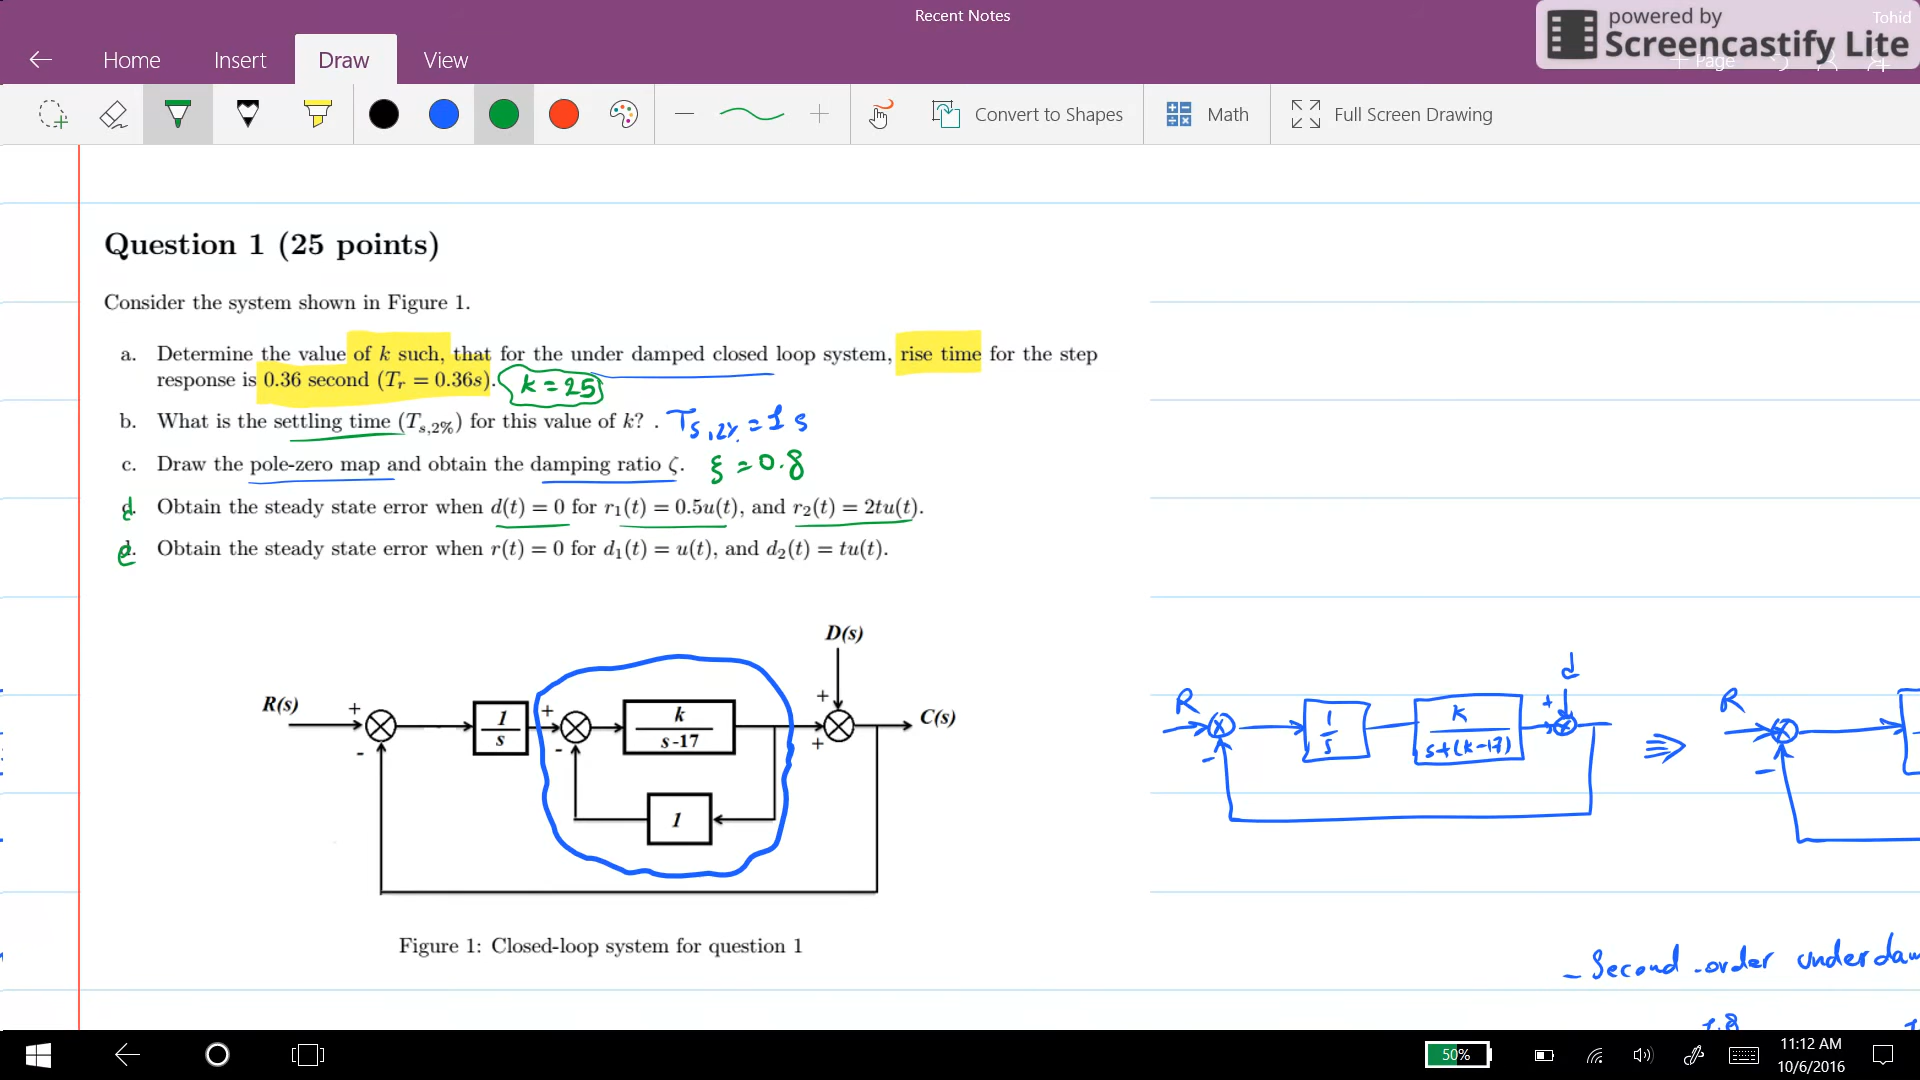 Recent Notes
Tohid
powered by
Screencastify Lite
Home Insert Draw View
Page
Convert to Shapes Math Full Screen Drawing
Question 1 (25 points)
Consider the system shown in Figure 1.
a. Determine the value of k such, that for the under damped closed loop system, rise time for the step
response is 0.36 second (Tr = 0.36s). k = 25
b. What is the settling time (Ts,2%) for this value of k? . Ts,2% = 1 s
c. Draw the pole-zero map and obtain the damping ratio ζ. ξ = 0.8
d. Obtain the steady state error when d(t) = 0 for r1(t) = 0.5u(t), and r2(t) = 2tu(t).
e. Obtain the steady state error when r(t) = 0 for d1(t) = u(t), and d2(t) = tu(t).
D(s)
R(s) + - 1/s + - k/(s-17) + + C(s)
1
Figure 1: Closed-loop system for question 1
d
R - 1/s k/(s+(k-17)) + ≡> R -
- Second-order underdam
1.8
50%
11:12 AM
10/6/2016